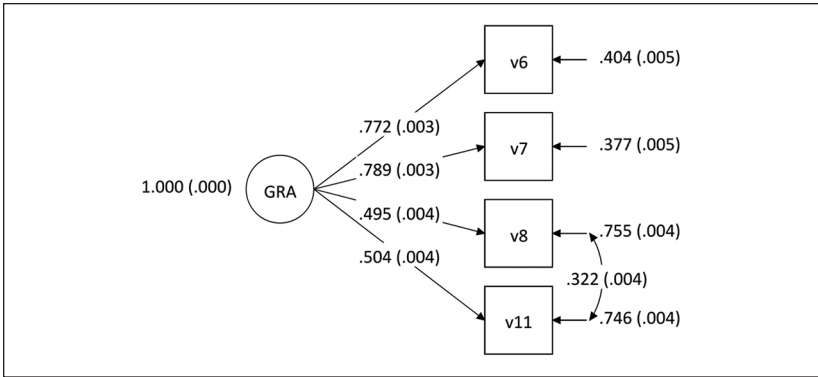 v6
.404 (.005)
.772 (.003)
v7
.377 (.005)
.789 (.003)
1.000 (.000)
GRA
.495 (.004)
v8
.755 (.004)
.504 (.004)
.322 (.004)
v11
.746 (.004)